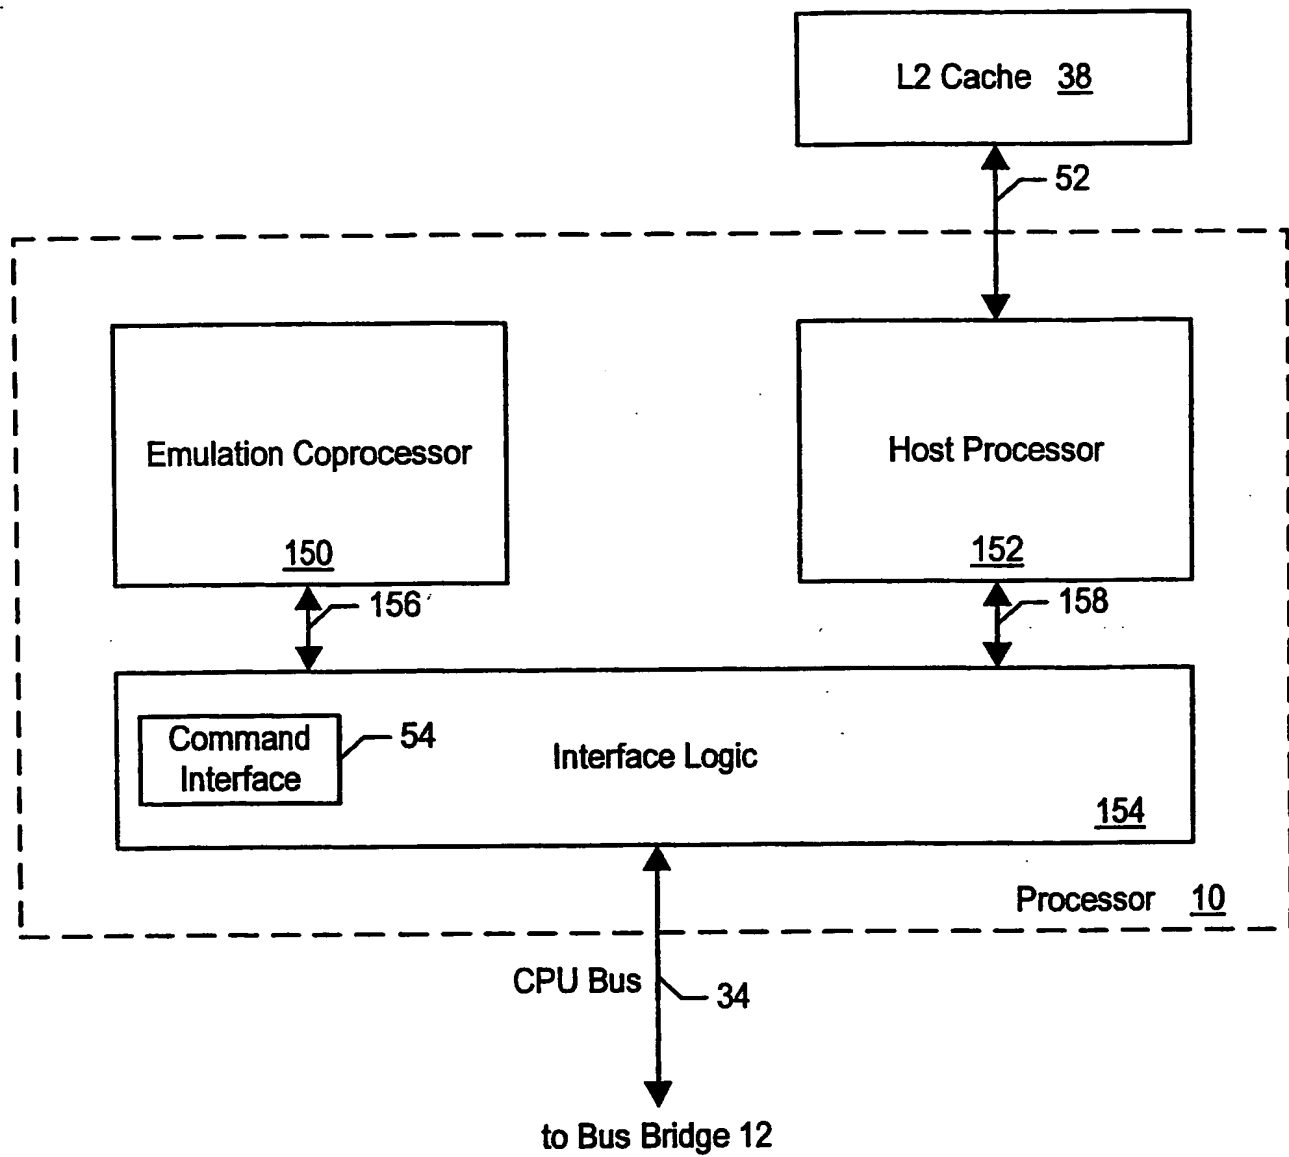 L2 Cache 38
52
Emulation Coprocessor
150
Host Processor
152
156
158
Command
Interface
54
Interface Logic
154
Processor 10
CPU Bus
34
to Bus Bridge 12